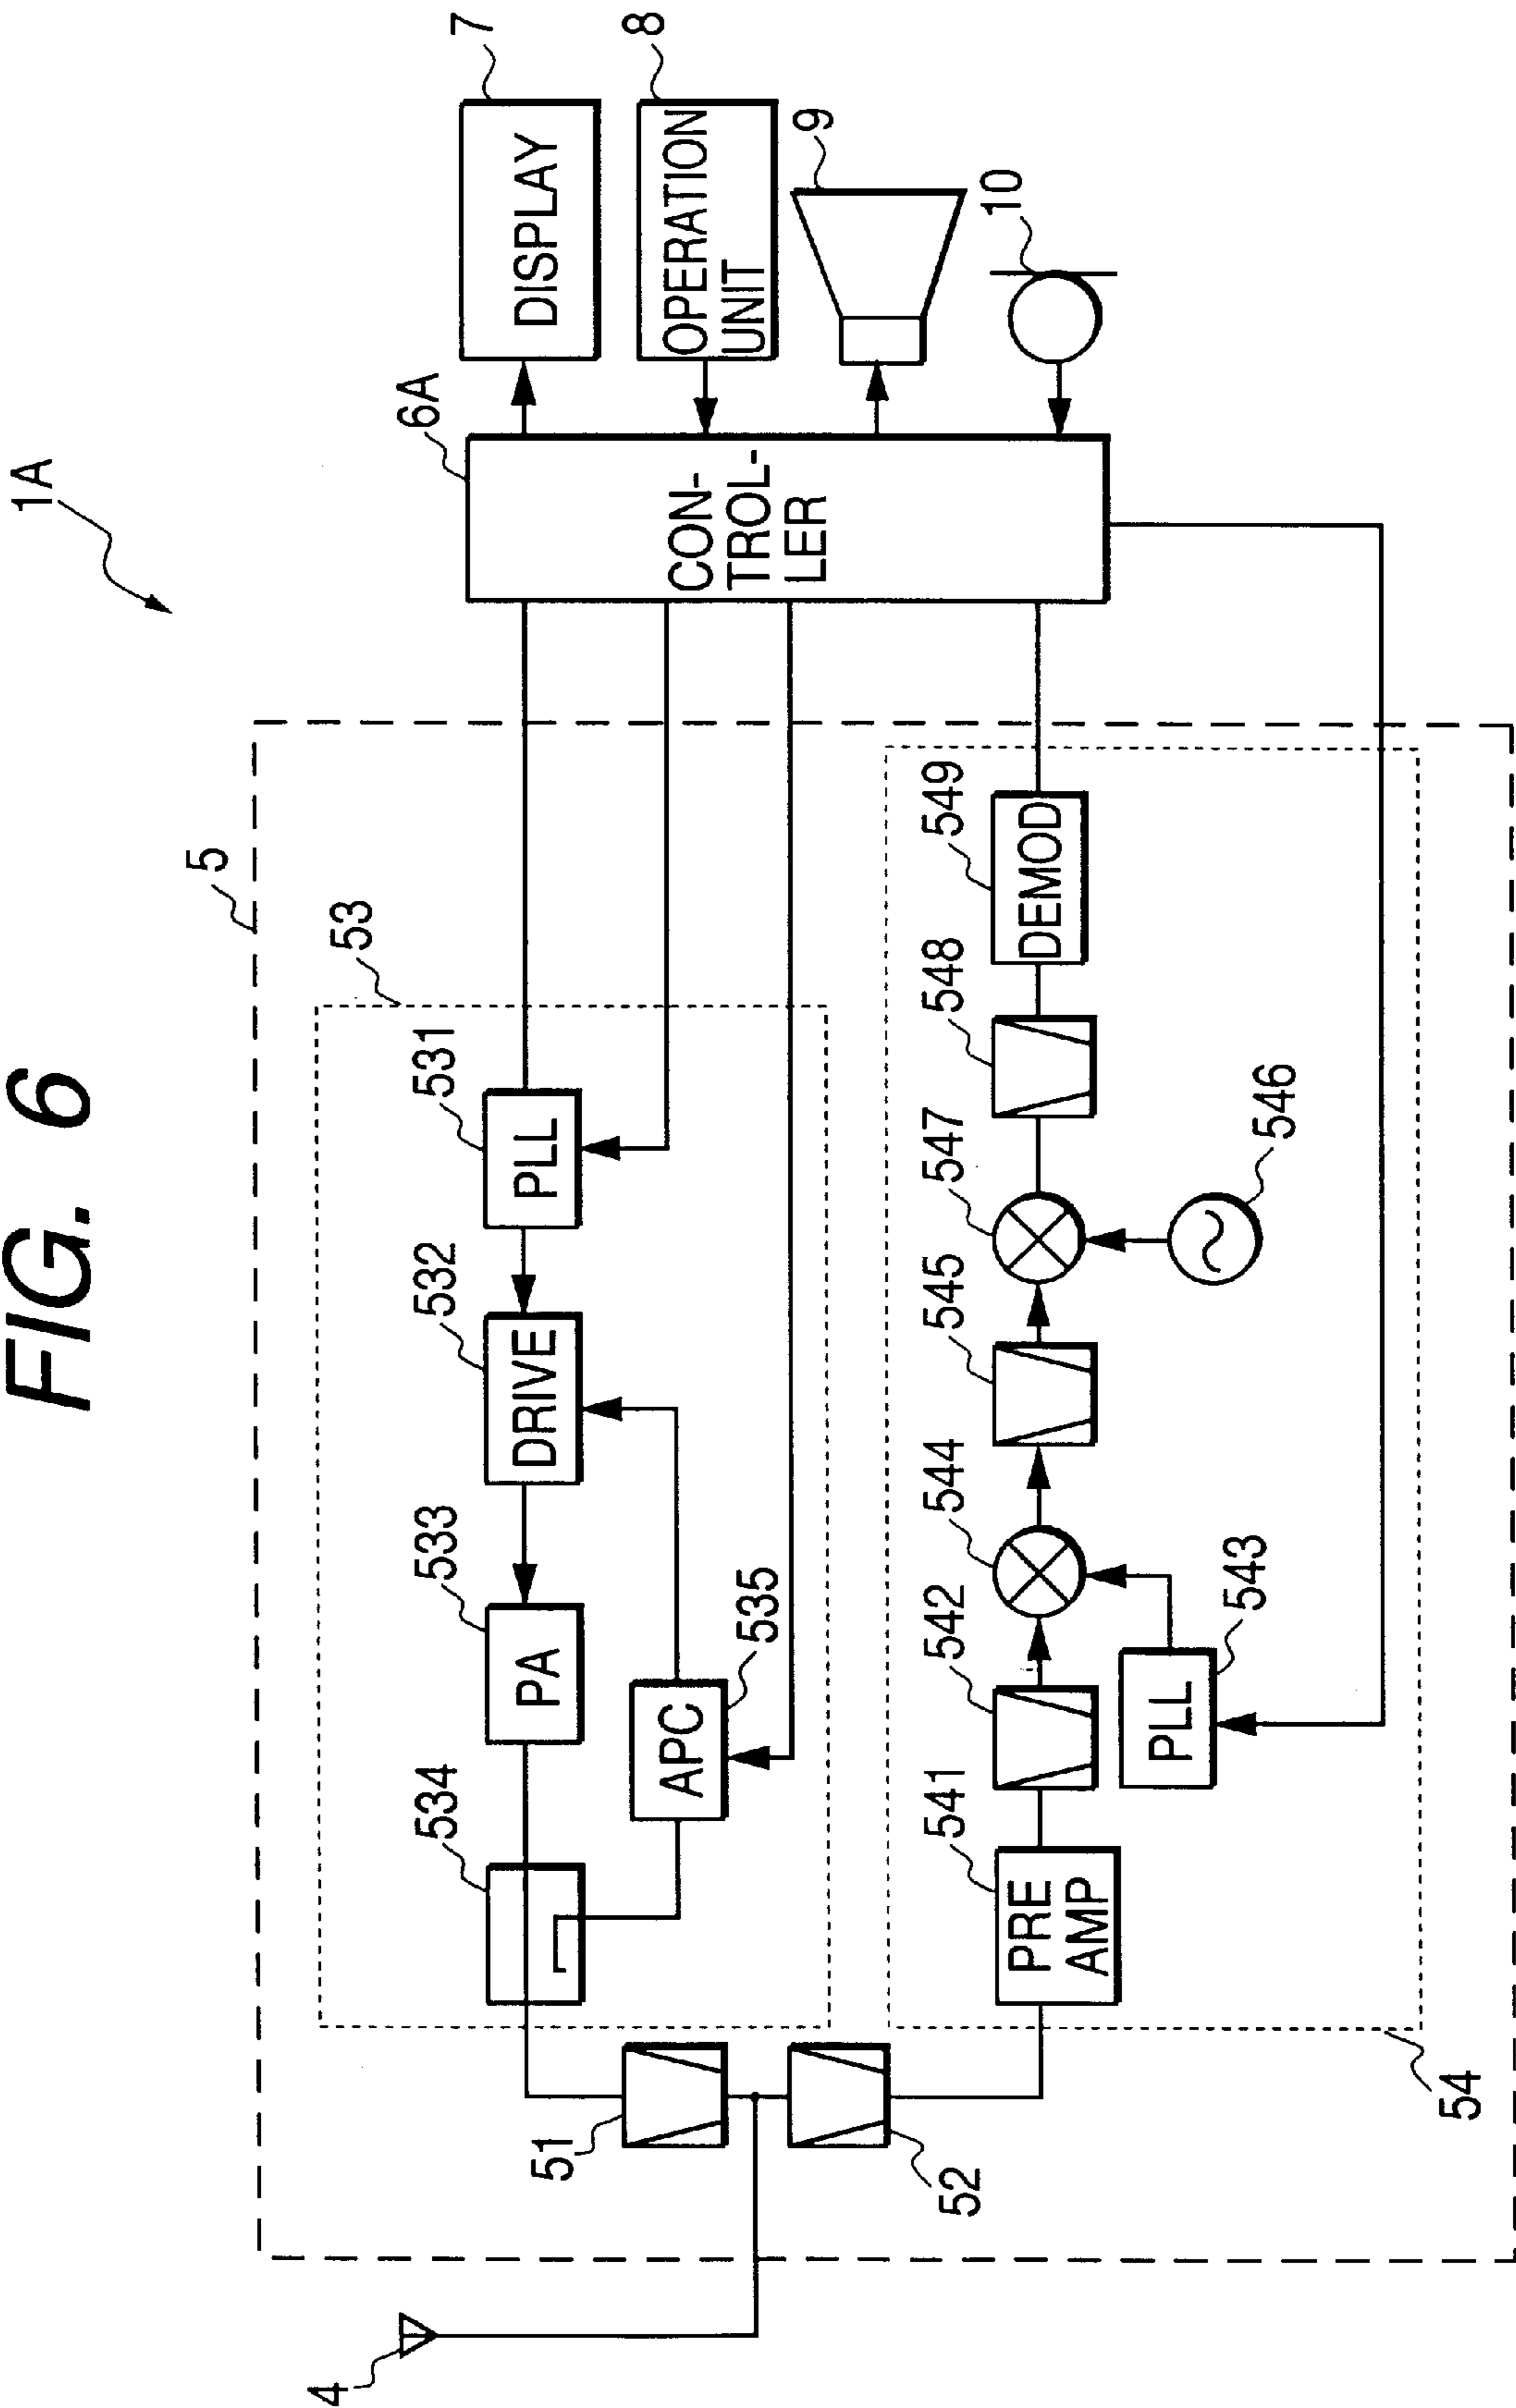 FIG. 6
1A
5
53
531
532
533
534
535
PLL
DRIVE
PA
APC
51
52
4
6A
CON-
TROL-
LER
7
DISPLAY
8
OPERATION
UNIT
9
10
541
PRE
AMP
542
543
PLL
544
545
546
547
548
549
DEMOD
54